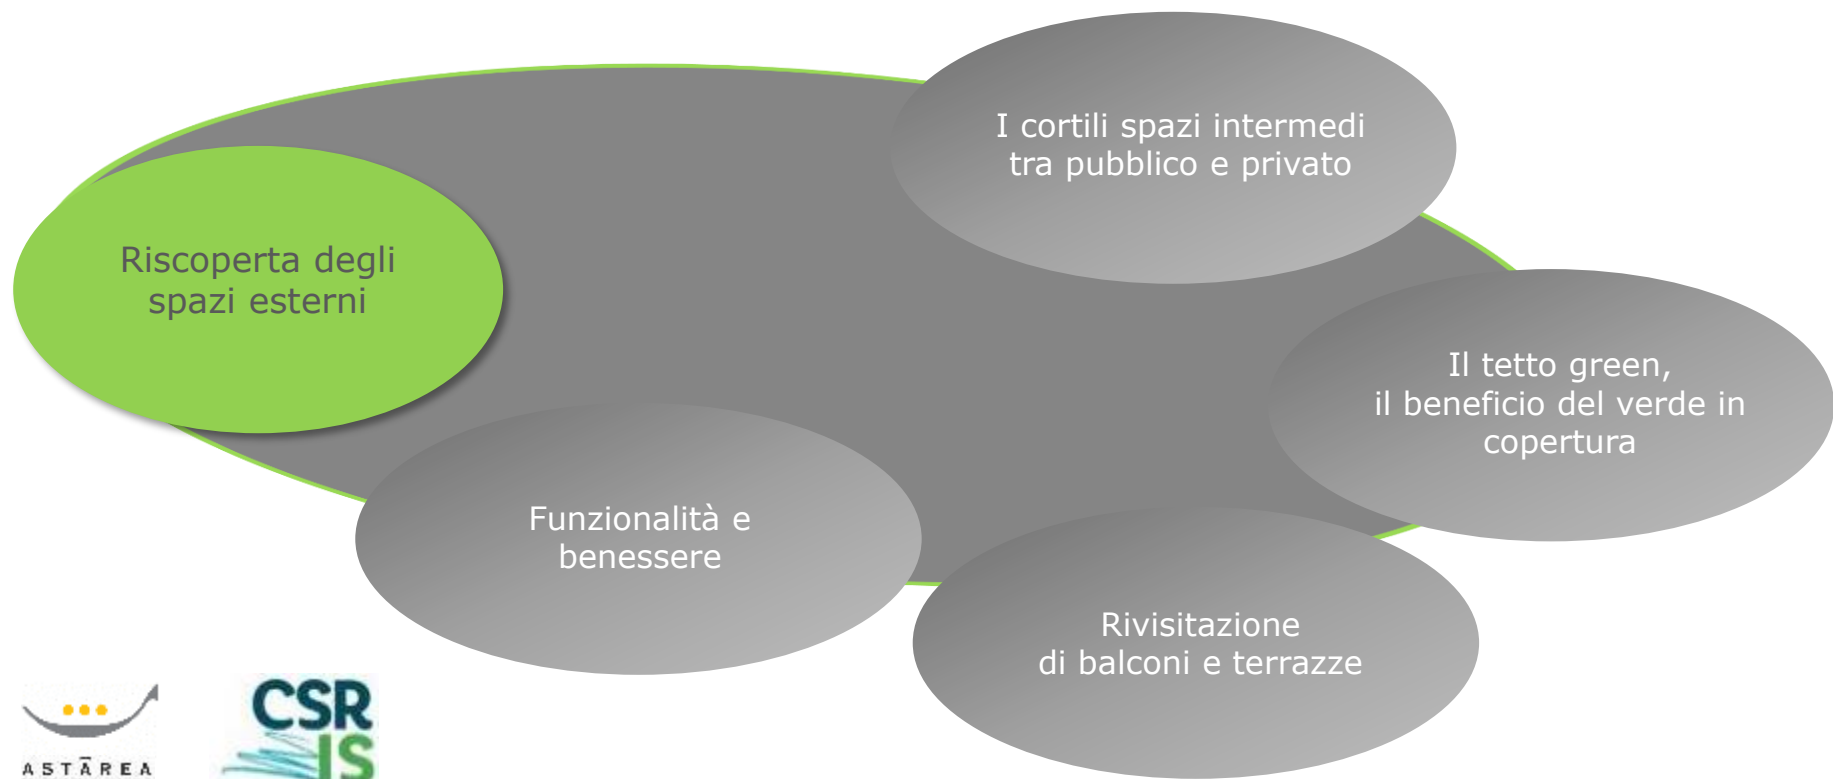 I cortili spazi intermedi
tra pubblico e privato
Riscoperta degli
spazi esterni
Il tetto green,
il beneficio del verde in
copertura
Funzionalità e
benessere
Rivisitazione
di balconi e terrazze
ASTĀREA
CSR
IS